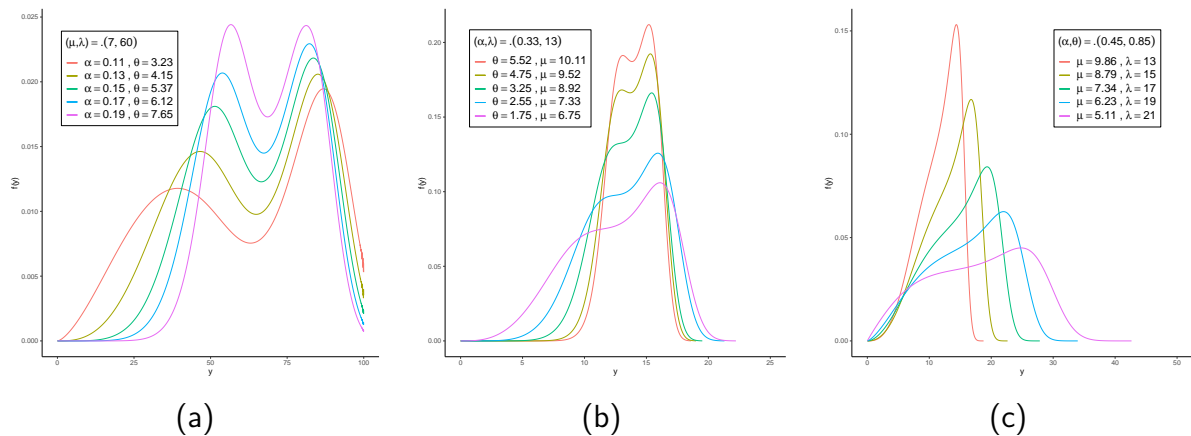 (μ,λ) = .(7, 60)
α = 0.11 , θ = 3.23
α = 0.13 , θ = 4.15
α = 0.15 , θ = 5.37
α = 0.17 , θ = 6.12
α = 0.19 , θ = 7.65
0.025
0.020
0.015
0.010
0.005
0.000
f(y)
0
50
75
100
y
(a)
(α,λ) = .(0.33, 13)
θ = 5.52 , μ = 10.11
θ = 4.75 , μ = 9.52
θ = 3.25 , μ = 8.92
θ = 2.55 , μ = 7.33
θ = 1.75 , μ = 6.75
0.20
0.15
0.10
0.05
0.00
f(y)
0
10
15
20
25
y
(b)
(α,θ) = .(0.45, 0.85)
μ = 9.86 , λ = 13
μ = 8.79 , λ = 15
μ = 7.34 , λ = 17
μ = 6.23 , λ = 19
μ = 5.11 , λ = 21
0.15
0.10
0.05
0.00
f(y)
0
10
20
30
40
50
y
(c)